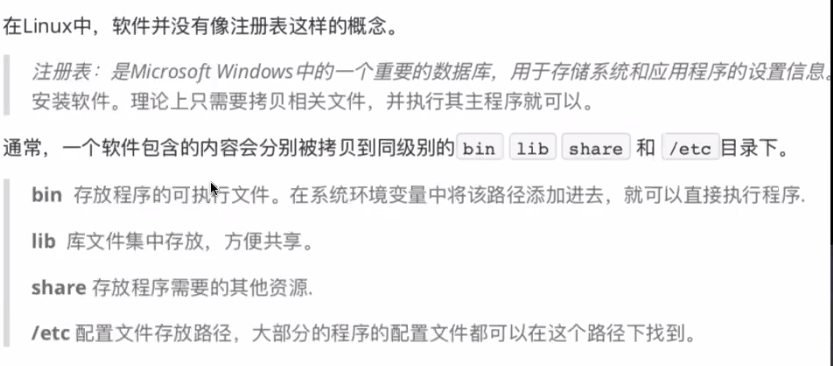 在Linux中，软件并没有像注册表这样的概念。
注册表：是Microsoft Windows中的一个重要的数据库，用于存储系统和应用程序的设置信息。
安装软件。理论上只需要拷贝相关文件，并执行其主程序就可以。
通常，一个软件包含的内容会分别被拷贝到同级别的 bin lib share 和 /etc 目录下。
bin 存放程序的可执行文件。在系统环境变量中将该路径添加进去，就可以直接执行程序.
lib 库文件集中存放，方便共享。
share 存放程序需要的其他资源.
/etc 配置文件存放路径，大部分的程序的配置文件都可以在这个路径下找到。